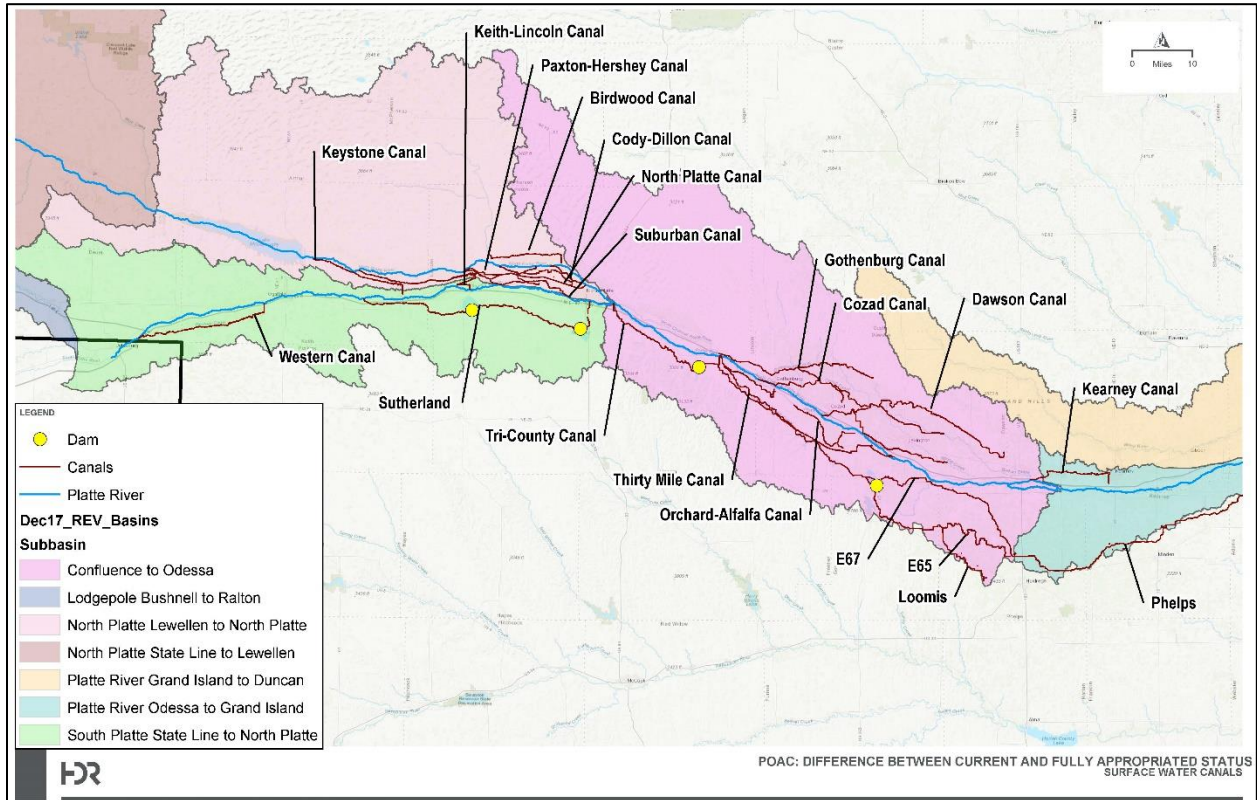 Keith-Lincoln Canal
Paxton-Hershey Canal
Birdwood Canal
Cody-Dillon Canal
Keystone Canal
North Platte Canal
Suburban Canal
Gothenburg Canal
Cozad Canal
Dawson Canal
Kearney Canal
Western Canal
Sutherland
Tri-County Canal
Thirty Mile Canal
Orchard-Alfalfa Canal
E67
E65
Loomis
Phelps
0 10
Miles
LEGEND
Dam
Canals
Platte River
Dec17_REV_Basins
Subbasin
Confluence to Odessa
Lodgepole Bushnell to Ralton
North Platte Lewellen to North Platte
North Platte State Line to Lewellen
Platte River Grand Island to Duncan
Platte River Odessa to Grand Island
South Platte State Line to North Platte
HDR
POAC: DIFFERENCE BETWEEN CURRENT AND FULLY APPROPRIATED STATUS
SURFACE WATER CANALS